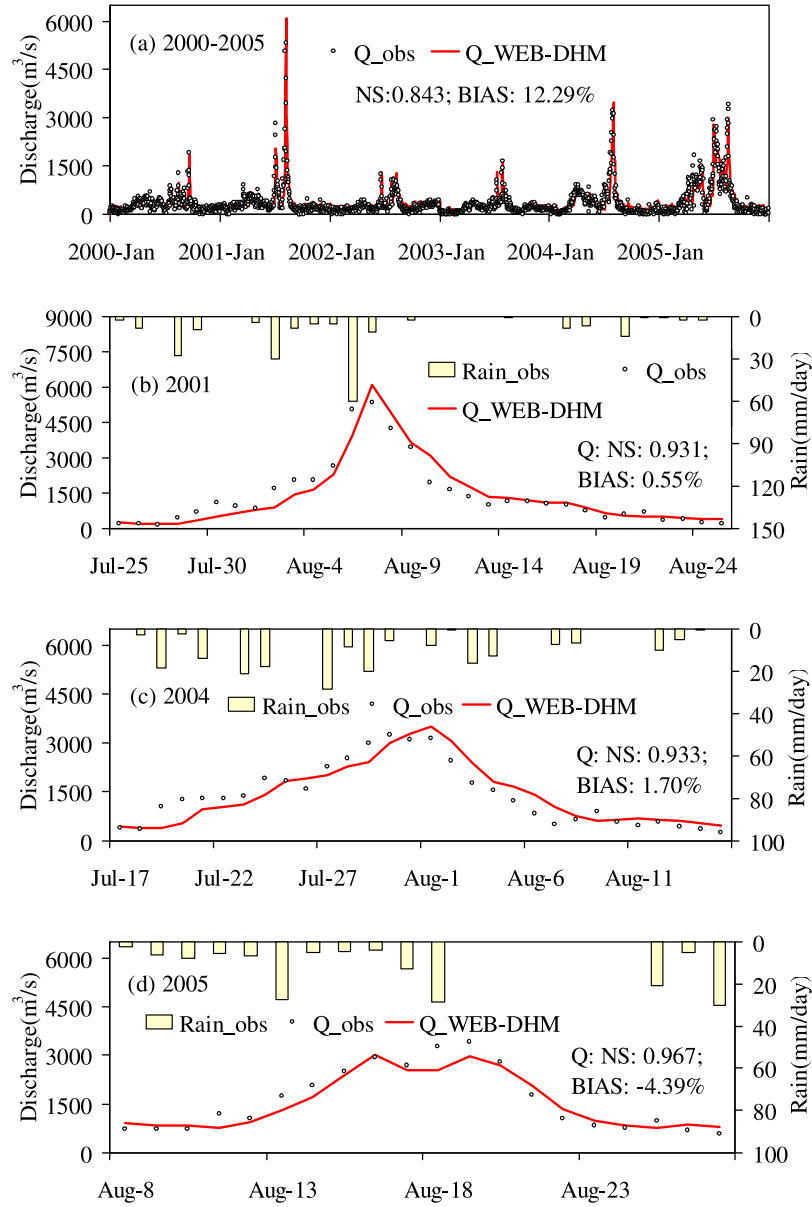 6000
4500
3000
1500
0
Discharge(m³/s)
(a) 2000-2005
Q_obs
Q_WEB-DHM
NS:0.843; BIAS: 12.29%
2000-Jan 2001-Jan 2002-Jan 2003-Jan 2004-Jan 2005-Jan
9000
7500
6000
4500
3000
1500
0
Discharge(m³/s)
(b) 2001
Rain_obs
Q_obs
Q_WEB-DHM
Q: NS: 0.931;
BIAS: 0.55%
0
30
60
90
120
150
Rain(mm/day)
Jul-25 Jul-30 Aug-4 Aug-9 Aug-14 Aug-19 Aug-24
6000
4500
3000
1500
0
Discharge(m³/s)
(c) 2004
Rain_obs
Q_obs
Q_WEB-DHM
Q: NS: 0.933;
BIAS: 1.70%
0
20
40
60
80
100
Rain(mm/day)
Jul-17 Jul-22 Jul-27 Aug-1 Aug-6 Aug-11
6000
4500
3000
1500
0
Discharge(m³/s)
(d) 2005
Rain_obs
Q_obs
Q_WEB-DHM
Q: NS: 0.967;
BIAS: -4.39%
0
20
40
60
80
100
Rain(mm/day)
Aug-8 Aug-13 Aug-18 Aug-23